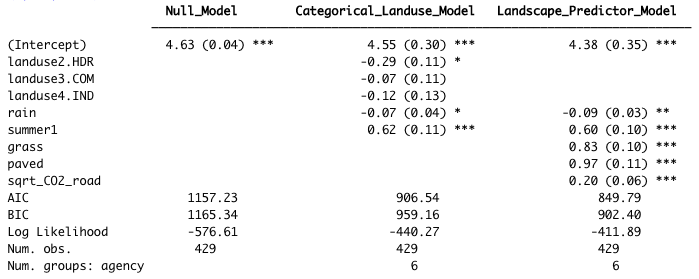 Null_Model Categorical_Landuse_Model Landscape_Predictor_Model
(Intercept) 4.63 (0.04) *** 4.55 (0.30) *** 4.38 (0.35) ***
landuse2.HDR -0.29 (0.11) *
landuse3.COM -0.07 (0.11)
landuse4.IND -0.12 (0.13)
rain -0.07 (0.04) * -0.09 (0.03) **
summer1 0.62 (0.11) *** 0.60 (0.10) ***
grass 0.83 (0.10) ***
paved 0.97 (0.11) ***
sqrt_CO2_road 0.20 (0.06) ***
AIC 1157.23 906.54 849.79
BIC 1165.34 959.16 902.40
Log Likelihood -576.61 -440.27 -411.89
Num. obs. 429 429 429
Num. groups: agency 6 6